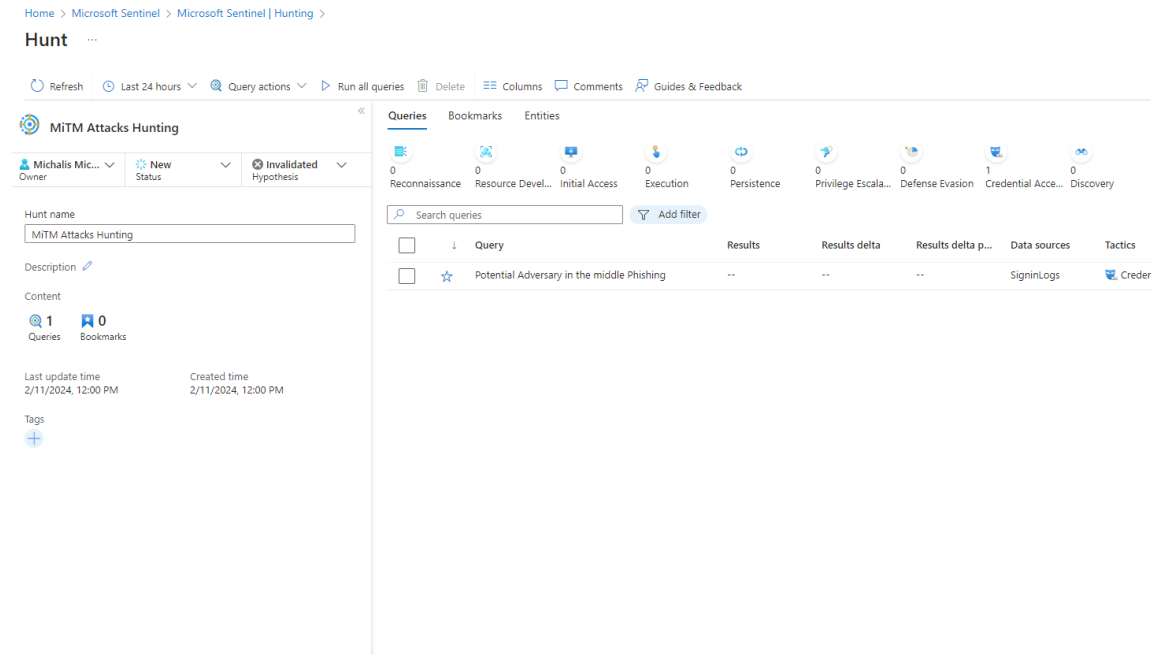 Home > Microsoft Sentinel > Microsoft Sentinel | Hunting >
Hunt ...
Refresh Last 24 hours Query actions Run all queries Delete Columns Comments Guides & Feedback
MiTM Attacks Hunting
Michalis Mic... New Invalidated
Owner Status Hypothesis
Hunt name
MiTM Attacks Hunting
Description
Content
1 0
Queries Bookmarks
Last update time Created time
2/11/2024, 12:00 PM 2/11/2024, 12:00 PM
Tags
Queries Bookmarks Entities
0 0 0 0 0 0 0 1 0
Reconnaissance Resource Devel... Initial Access Execution Persistence Privilege Escala... Defense Evasion Credential Acce... Discovery
Search queries Add filter
Query Results Results delta Results delta p... Data sources Tactics
Potential Adversary in the middle Phishing -- -- -- SigninLogs Creder